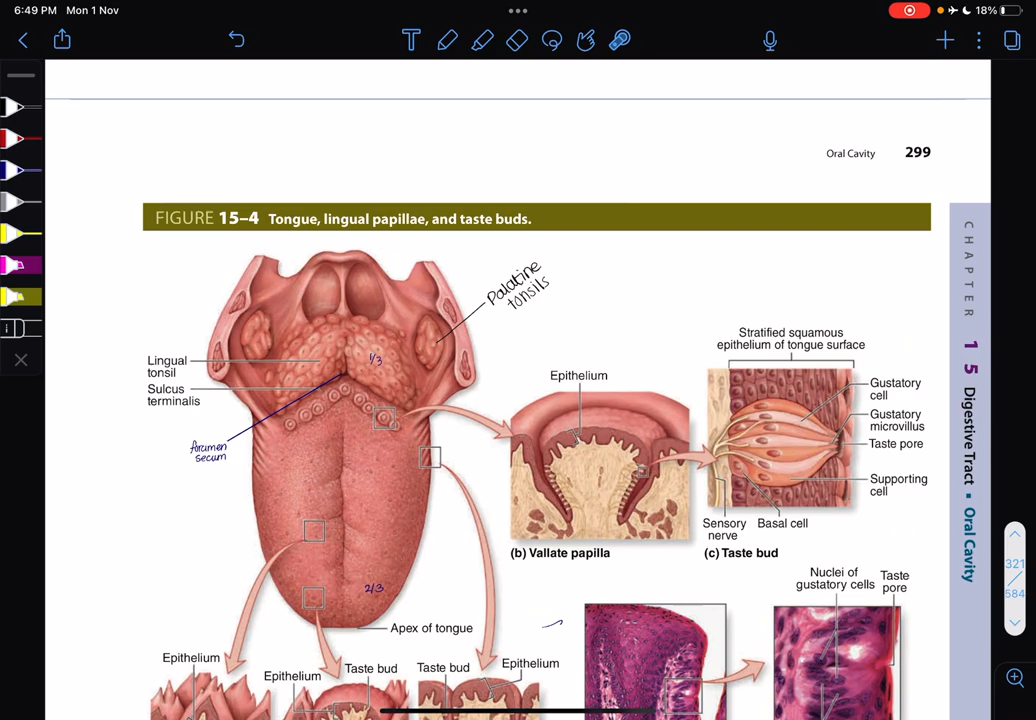 6:49 PM Mon 1 Nov
18%
Oral Cavity 299
FIGURE 15–4 Tongue, lingual papillae, and taste buds.
Palatine
tonsils
1/3
Lingual
tonsil
Sulcus
terminalis
foramen
secum
2/3
Apex of tongue
Epithelium
Stratified squamous
epithelium of tongue surface
Gustatory
cell
Gustatory
microvillus
Taste pore
Supporting
cell
Sensory
nerve
Basal cell
(b) Vallate papilla
(c) Taste bud
Nuclei of
gustatory cells
Taste
pore
Epithelium
Epithelium
Taste bud
Taste bud
Epithelium
CHAPTER 15 Digestive Tract ▪ Oral Cavity
321
584